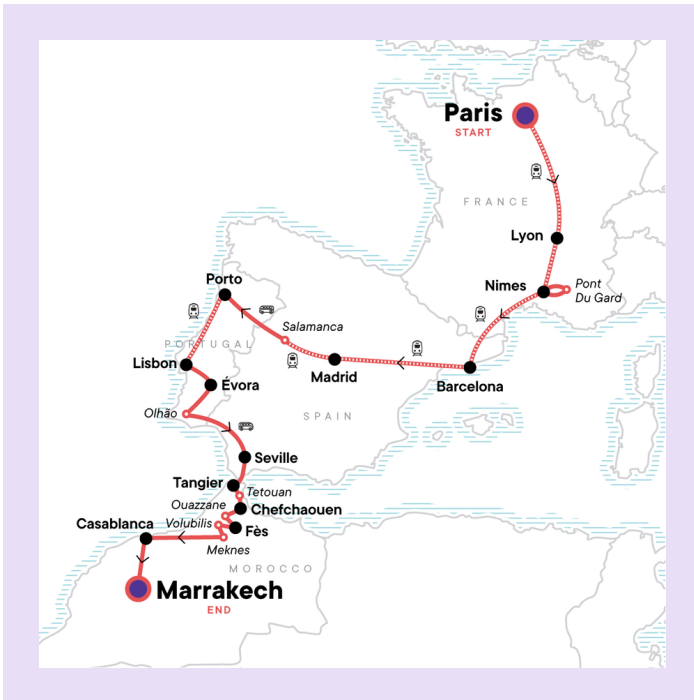 Paris
START
FRANCE
Lyon
Nimes
Pont
Du Gard
Porto
Salamanca
PORTUGAL
Lisbon
Madrid
Barcelona
Évora
Olhão
SPAIN
Seville
Tangier
Tetouan
Ouazzane
Chefchaouen
Casablanca
Volubilis
Fès
Meknes
MOROCCO
Marrakech
END